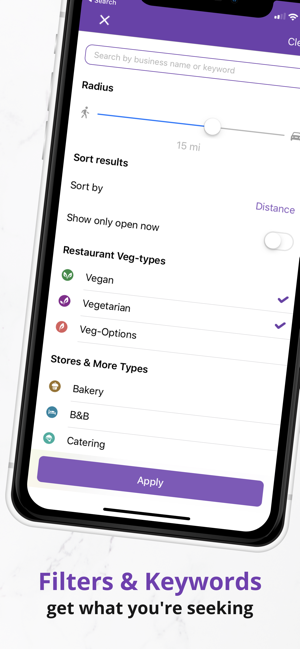 Search
Cle
Search by business name or keyword
Radius
15 mi
Sort results
Sort by
Distance
Show only open now
Restaurant Veg-types
Vegan
Vegetarian
Veg-Options
Stores & More Types
Bakery
B&B
Catering
Apply
Filters & Keywords
get what you're seeking